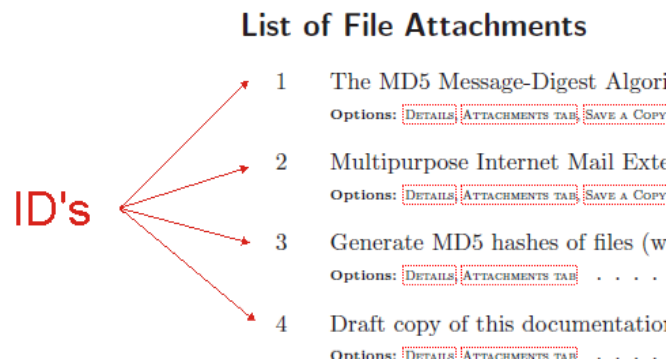 List of File Attachments
1 The MD5 Message-Digest Algori
Options: DETAILS, ATTACHMENTS TAB, SAVE A COPY
2 Multipurpose Internet Mail Exte
Options: DETAILS, ATTACHMENTS TAB, SAVE A COPY
ID's
3 Generate MD5 hashes of files (w
Options: DETAILS, ATTACHMENTS TAB . . . .
4 Draft copy of this documentation
Options: DETAILS, ATTACHMENTS TAB . . . .